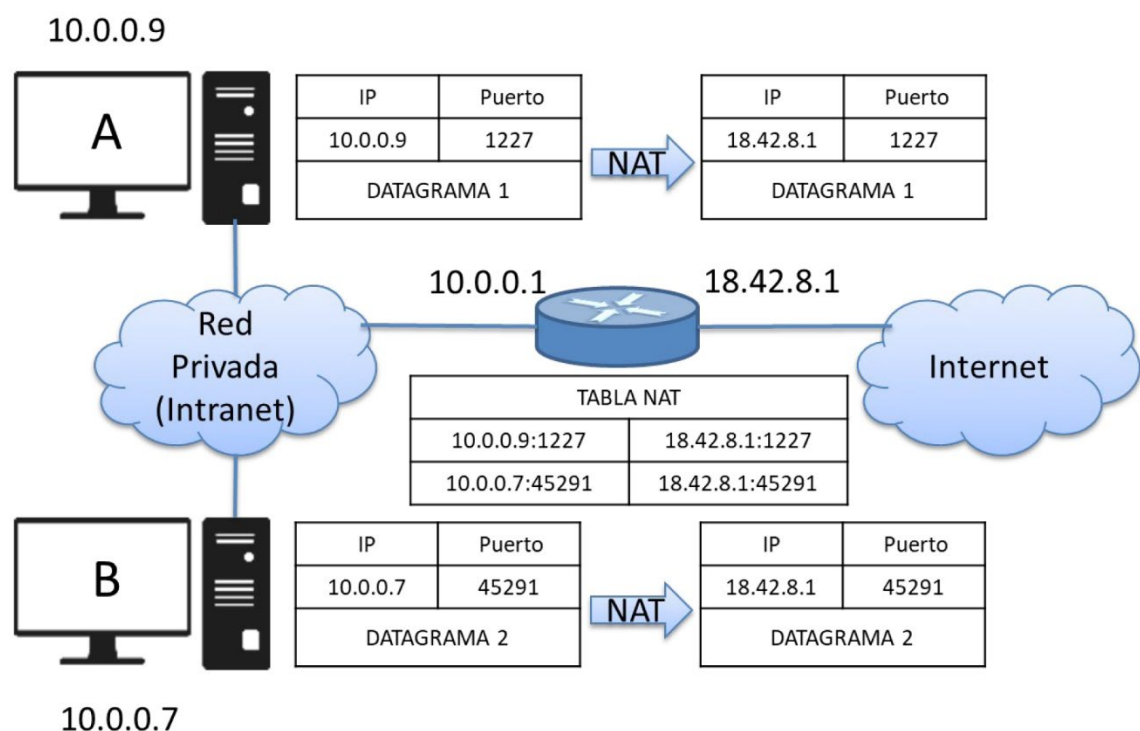 10.0.0.9
A
IP Puerto
10.0.0.9 1227
DATAGRAMA 1
NAT
IP Puerto
18.42.8.1 1227
DATAGRAMA 1
10.0.0.1
18.42.8.1
Red
Privada
(Intranet)
Internet
TABLA NAT
10.0.0.9:1227 18.42.8.1:1227
10.0.0.7:45291 18.42.8.1:45291
B
IP Puerto
10.0.0.7 45291
DATAGRAMA 2
NAT
IP Puerto
18.42.8.1 45291
DATAGRAMA 2
10.0.0.7